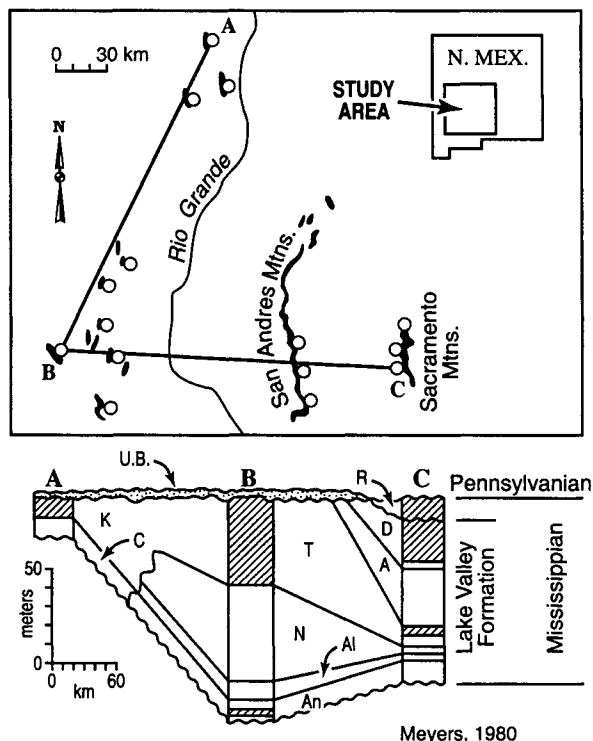 A
0 30 km
N. MEX.
STUDY
AREA
N
Rio Grande
San Andres Mtns.
Sacramento
Mtns.
B
C
U.B.
A
B
R
C
Pennsylvanian
K
C
T
D
A
N
Al
An
50
meters
0
0 60
km
Lake Valley
Formation
Mississippian
Meyers, 1980